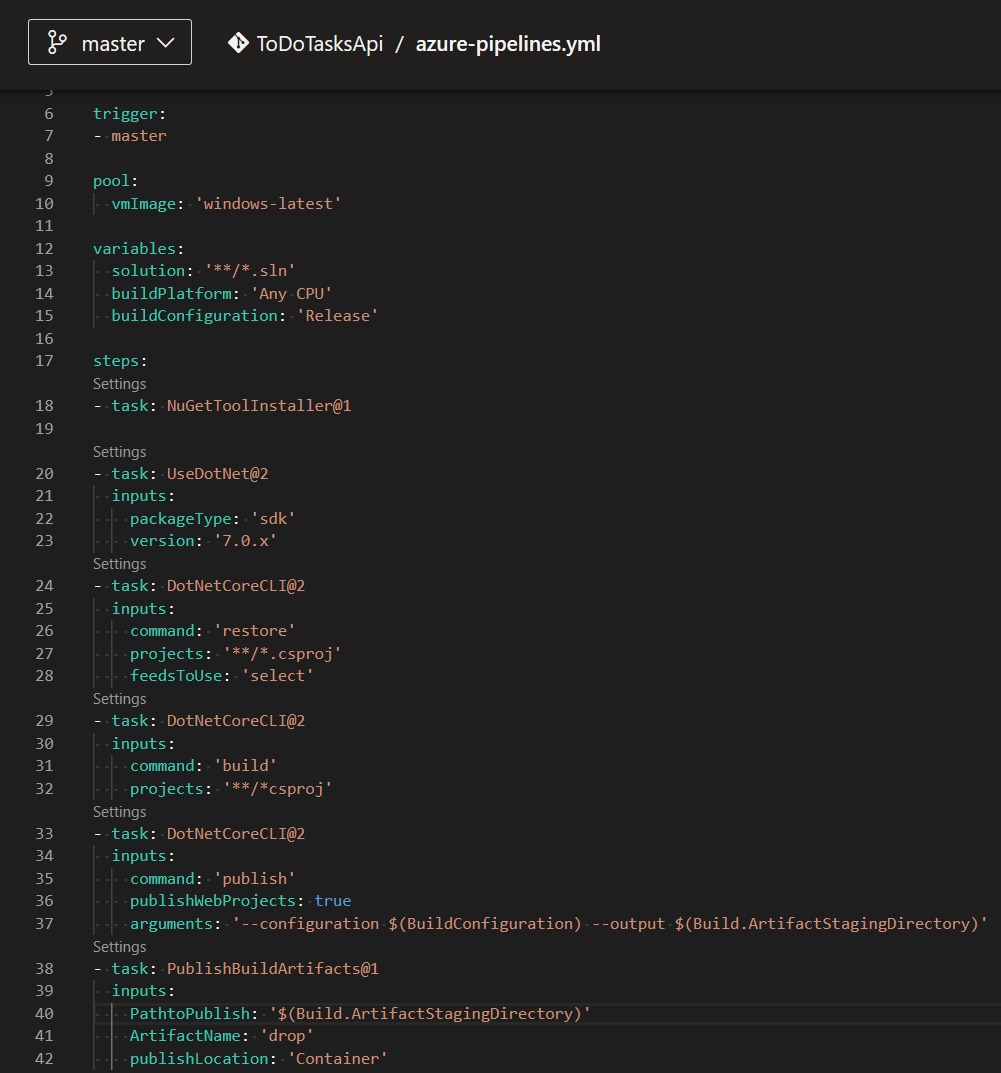 master
ToDoTasksApi / azure-pipelines.yml
5
6 trigger:
7 - master
8
9 pool:
10 vmImage: 'windows-latest'
11
12 variables:
13 solution: '**/*.sln'
14 buildPlatform: 'Any CPU'
15 buildConfiguration: 'Release'
16
17 steps:
Settings
18 - task: NuGetToolInstaller@1
19
Settings
20 - task: UseDotNet@2
21 inputs:
22 packageType: 'sdk'
23 version: '7.0.x'
Settings
24 - task: DotNetCoreCLI@2
25 inputs:
26 command: 'restore'
27 projects: '**/*.csproj'
28 feedsToUse: 'select'
Settings
29 - task: DotNetCoreCLI@2
30 inputs:
31 command: 'build'
32 projects: '**/*csproj'
Settings
33 - task: DotNetCoreCLI@2
34 inputs:
35 command: 'publish'
36 publishWebProjects: true
37 arguments: '--configuration $(BuildConfiguration) --output $(Build.ArtifactStagingDirectory)'
Settings
38 - task: PublishBuildArtifacts@1
39 inputs:
40 PathtoPublish: '$(Build.ArtifactStagingDirectory)'
41 ArtifactName: 'drop'
42 publishLocation: 'Container'